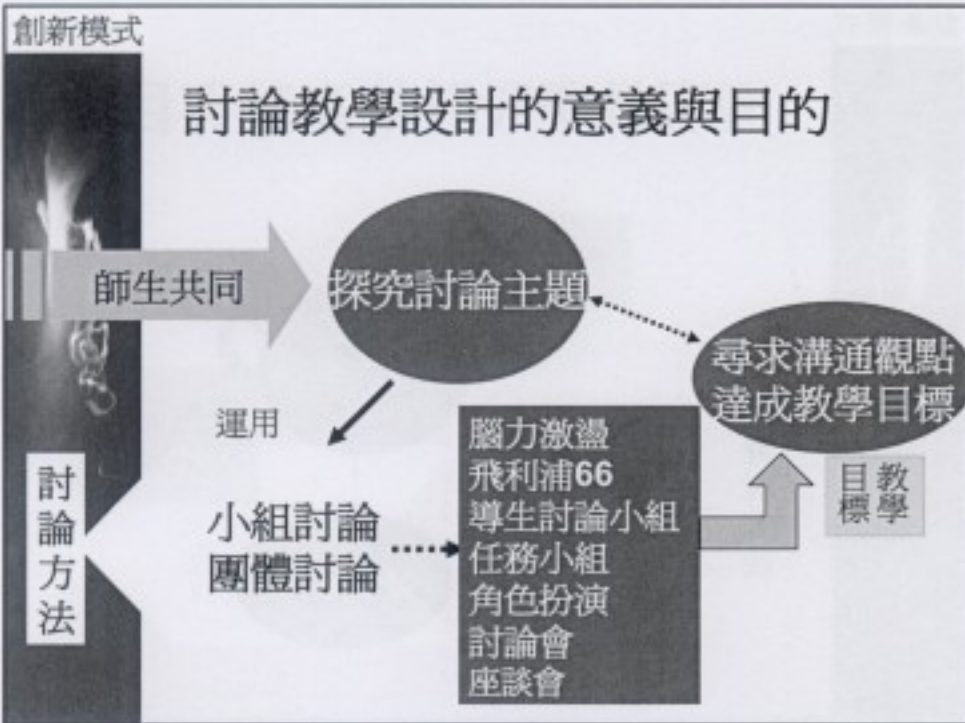 創新模式
討論教學設計的意義與目的
師生共同
探究討論主題
尋求溝通觀點
達成教學目標
運用
討論方法
小組討論
團體討論
腦力激盪
飛利浦66
導生討論小組
任務小組
角色扮演
討論會
座談會
教學
目標